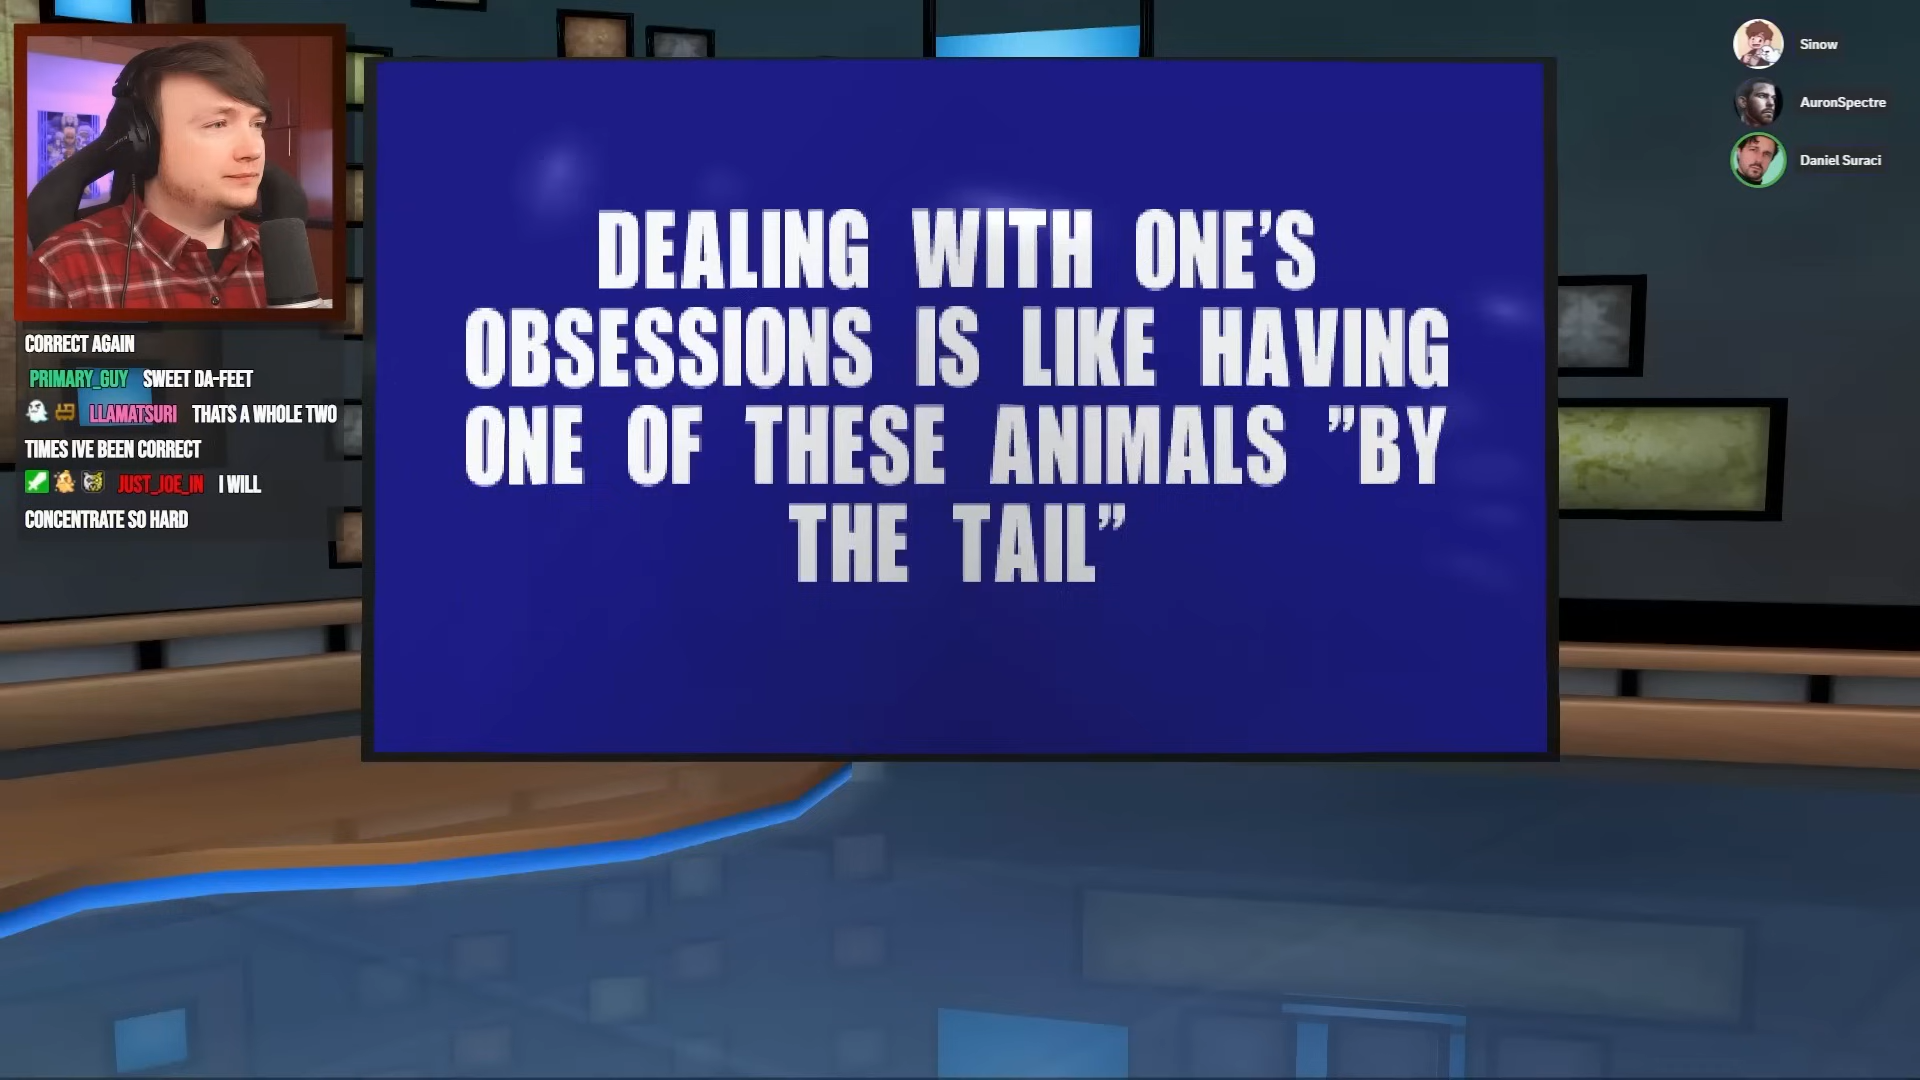 Sinow
AuronSpectre
Daniel Suraci
DEALING WITH ONE'S
OBSESSIONS IS LIKE HAVING
ONE OF THESE ANIMALS "BY
THE TAIL"
CORRECT AGAIN
PRIMARY_GUY SWEET DA-FEET
LLAMATSURI THATS A WHOLE TWO
TIMES IVE BEEN CORRECT
JUST_JOE_IN I WILL
CONCENTRATE SO HARD